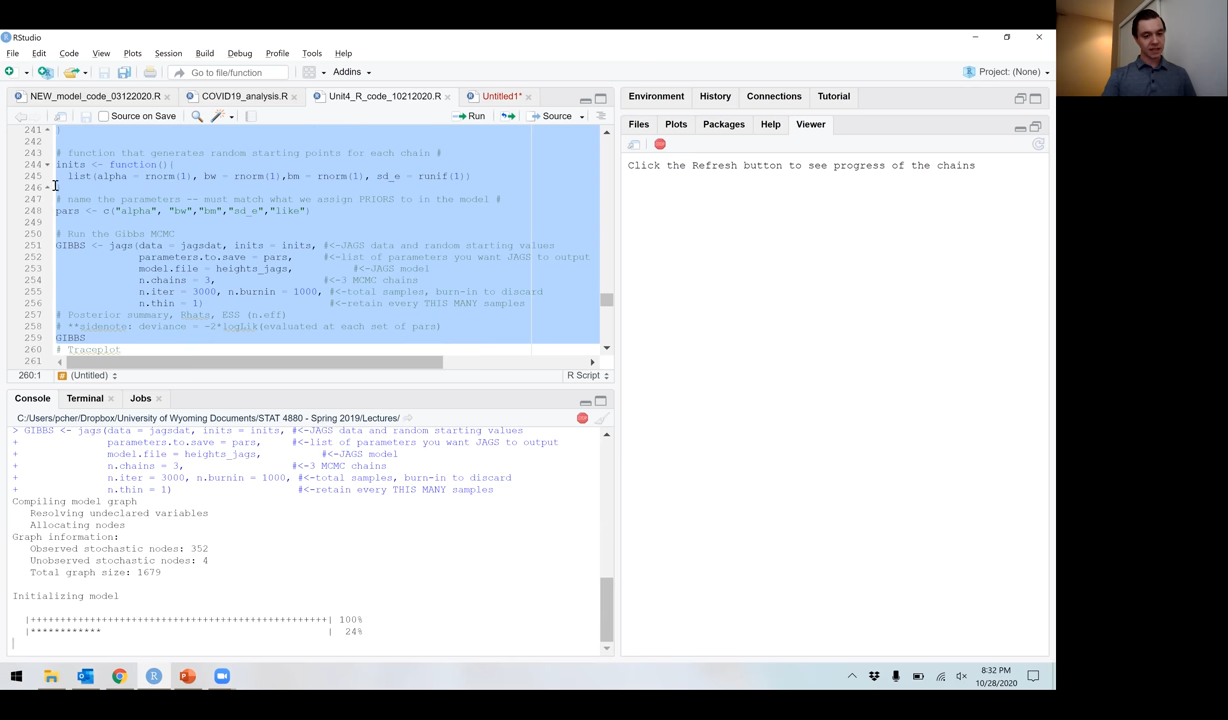 RStudio
File Edit Code View Plots Session Build Debug Profile Tools Help
Go to file/function Addins Project: (None)
NEW_model_code_03122020.R COVID19_analysis.R Unit4_R_code_10212020.R Untitled1*
Source on Save Run Source
241 }
242
243 # function that generates random starting points for each chain #
244 inits <- function(){
245 list(alpha = rnorm(1), bw = rnorm(1),bm = rnorm(1), sd_e = runif(1))
246
247 # name the parameters -- must match what we assign PRIORS to in the model #
248 pars <- c("alpha", "bw","bm","sd_e","like")
249
250 # Run the Gibbs MCMC
251 GIBBS <- jags(data = jagsdat, inits = inits, #<-JAGS data and random starting values
252 parameters.to.save = pars, #<-list of parameters you want JAGS to output
253 model.file = heights_jags, #<-JAGS model
254 n.chains = 3, #<-3 MCMC chains
255 n.iter = 3000, n.burnin = 1000, #<-total samples, burn-in to discard
256 n.thin = 1) #<-retain every THIS MANY samples
257 # Posterior summary, Rhats, ESS (n.eff)
258 # **sidenote: deviance = -2*logLik(evaluated at each set of pars)
259 GIBBS
260 # Traceplot
261
260:1 (Untitled) R Script
Console Terminal Jobs
C:/Users/pcher/Dropbox/University of Wyoming Documents/STAT 4880 - Spring 2019/Lectures/
> GIBBS <- jags(data = jagsdat, inits = inits, #<-JAGS data and random starting values
+ parameters.to.save = pars, #<-list of parameters you want JAGS to output
+ model.file = heights_jags, #<-JAGS model
+ n.chains = 3, #<-3 MCMC chains
+ n.iter = 3000, n.burnin = 1000, #<-total samples, burn-in to discard
+ n.thin = 1) #<-retain every THIS MANY samples
Compiling model graph
Resolving undeclared variables
Allocating nodes
Graph information:
Observed stochastic nodes: 352
Unobserved stochastic nodes: 4
Total graph size: 1679
Initializing model
|++++++++++++++++++++++++++++++++++++++++++++++++++| 100%
|************ | 24%
Environment History Connections Tutorial
Files Plots Packages Help Viewer
Click the Refresh button to see progress of the chains
8:32 PM
10/28/2020